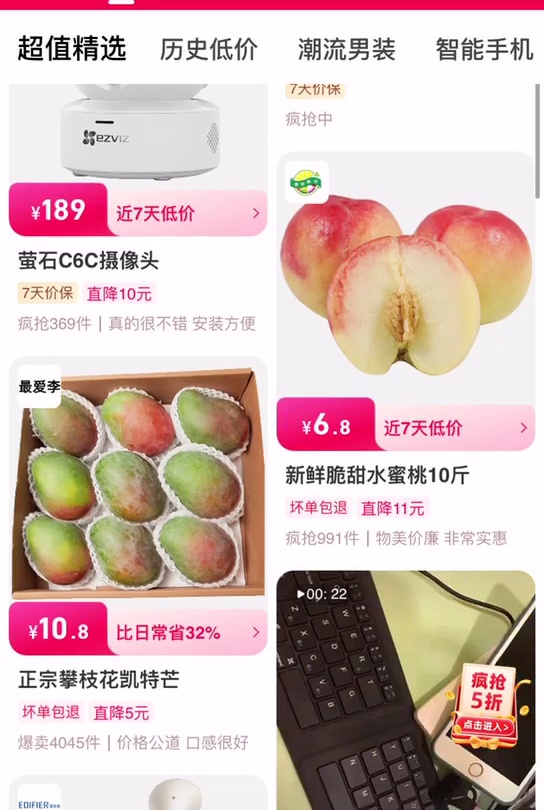 超值精选
历史低价
潮流男装
智能手机
ezviz
¥189
近7天低价
萤石C6C摄像头
7天价保
直降10元
疯抢369件｜真的很不错 安装方便
最爱李
¥10.8
比日常省32%
正宗攀枝花凯特芒
坏单包退
直降5元
爆卖4045件｜价格公道 口感很好
EDIFIER
7天价保
疯抢中
¥6.8
近7天低价
新鲜脆甜水蜜桃10斤
坏单包退
直降11元
疯抢991件｜物美价廉 非常实惠
00: 22
疯抢
5折
点击进入>